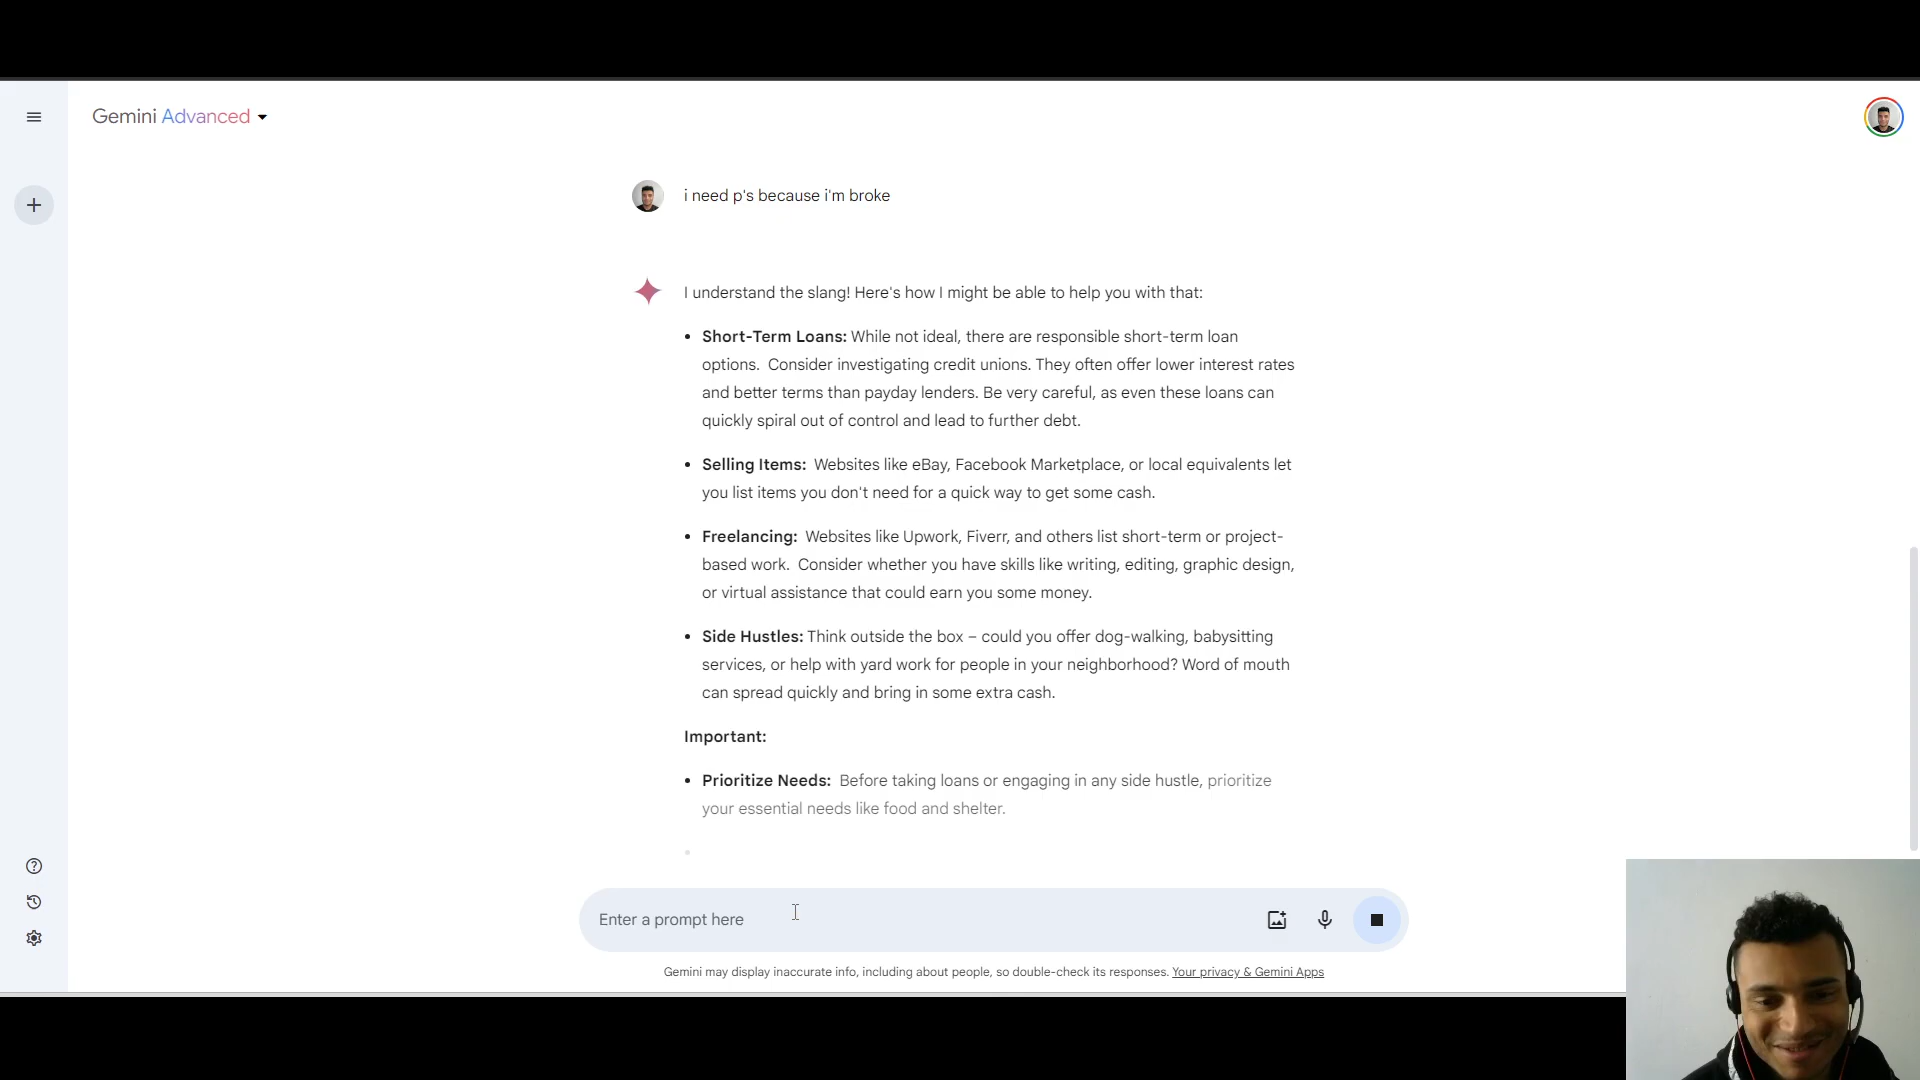 Gemini Advanced
i need p's because i'm broke
I understand the slang! Here's how I might be able to help you with that:
• Short-Term Loans: While not ideal, there are responsible short-term loan
options.  Consider investigating credit unions. They often offer lower interest rates
and better terms than payday lenders. Be very careful, as even these loans can
quickly spiral out of control and lead to further debt.
• Selling Items:  Websites like eBay, Facebook Marketplace, or local equivalents let
you list items you don't need for a quick way to get some cash.
• Freelancing:  Websites like Upwork, Fiverr, and others list short-term or project-
based work.  Consider whether you have skills like writing, editing, graphic design,
or virtual assistance that could earn you some money.
• Side Hustles: Think outside the box – could you offer dog-walking, babysitting
services, or help with yard work for people in your neighborhood? Word of mouth
can spread quickly and bring in some extra cash.
Important:
• Prioritize Needs:  Before taking loans or engaging in any side hustle, prioritize
your essential needs like food and shelter.
Enter a prompt here
Gemini may display inaccurate info, including about people, so double-check its responses. Your privacy & Gemini Apps